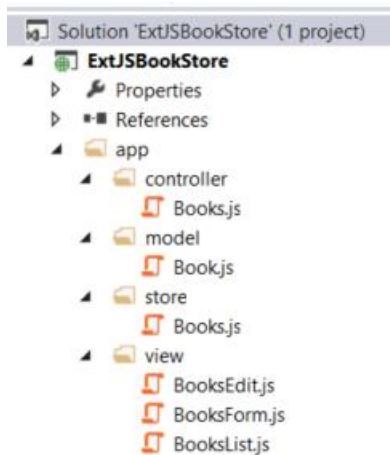 Solution 'ExtJSBookStore' (1 project)
ExtJSBookStore
Properties
References
app
controller
Books.js
model
Book.js
store
Books.js
view
BooksEdit.js
BooksForm.js
BooksList.js